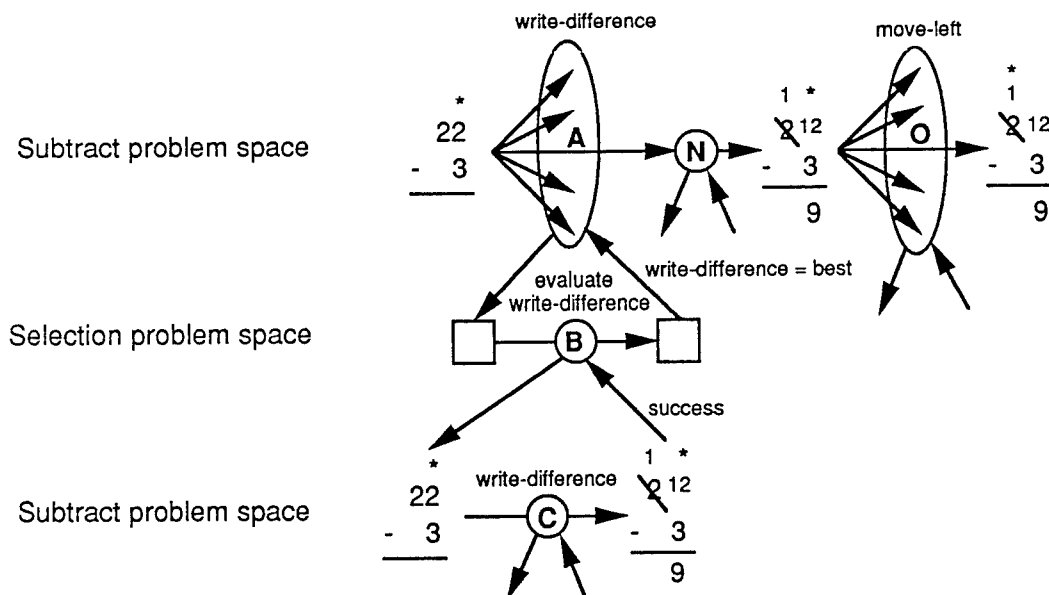 write-difference
move-left
* 1 * *
1
22 2 12 2 12
Subtract problem space A N O
- 3 - 3 - 3
9 9
write-difference = best
evaluate
write-difference
Selection problem space
B
success
* 1 *
22 write-difference 2 12
Subtract problem space C
- 3 - 3
9